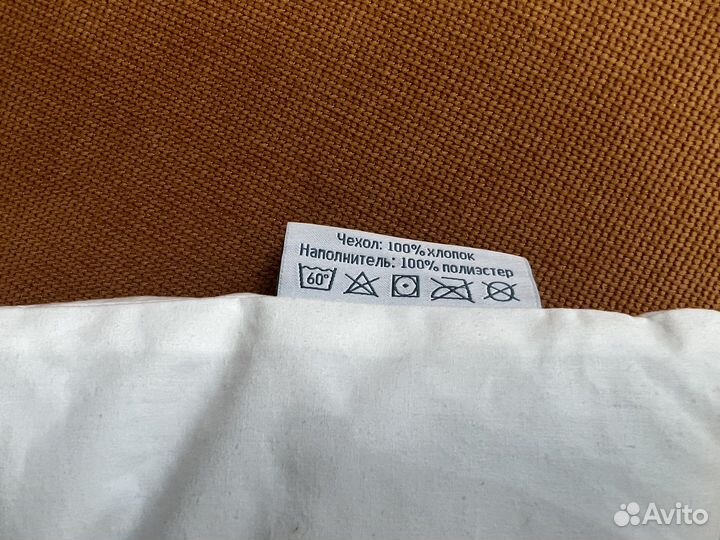 Чехол: 100% хлопок
Наполнитель: 100% полиэстер
60°
Avito